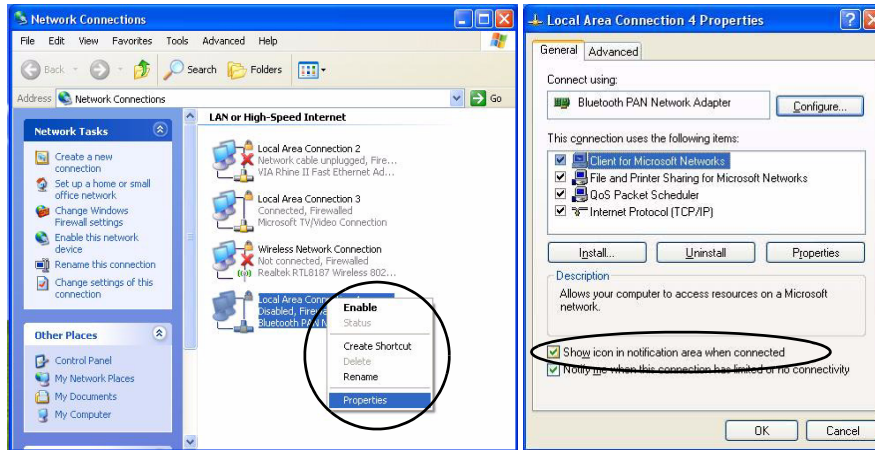 Network Connections
File Edit View Favorites Tools Advanced Help
Back Search Folders
Address Network Connections Go
Network Tasks
Create a new
connection
Set up a home or small
office network
Change Windows
Firewall settings
Enable this network
device
Rename this connection
Change settings of this
connection
Other Places
Control Panel
My Network Places
My Documents
My Computer
LAN or High-Speed Internet
Local Area Connection 2
Network cable unplugged, Fire...
VIA Rhine II Fast Ethernet Ad...
Local Area Connection 3
Connected, Firewalled
Microsoft TV/Video Connection
Wireless Network Connection
Not connected, Firewalled
Realtek RTL8187 Wireless 802...
Local Area
Disabled,
Bluetooth
Enable
Status
Create Shortcut
Delete
Rename
Properties
Local Area Connection 4 Properties
General Advanced
Connect using:
Bluetooth PAN Network Adapter Configure...
This connection uses the following items:
Client for Microsoft Networks
File and Printer Sharing for Microsoft Networks
QoS Packet Scheduler
Internet Protocol (TCP/IP)
Install... Uninstall Properties
Description
Allows your computer to access resources on a Microsoft
network.
Show icon in notification area when connected
Notify me when this connection has limited or no connectivity
OK Cancel